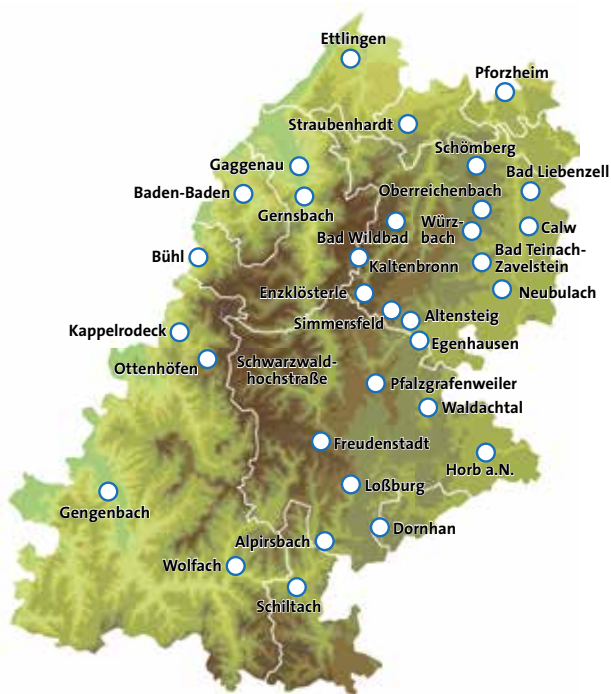 Ettlingen
Pforzheim
Straubenhardt
Schömberg
Gaggenau
Bad Liebenzell
Baden-Baden
Oberreichenbach
Gernsbach
Würz-
bach
Calw
Bad Wildbad
Bad Teinach-
Zavelstein
Bühl
Kaltenbronn
Enzklösterle
Neubulach
Simmersfeld
Altensteig
Kappelrodeck
Egenhausen
Ottenhöfen
Schwarzwald-
hochstraße
Pfalzgrafenweiler
Waldachtal
Freudenstadt
Horb a.N.
Loßburg
Gengenbach
Dornhan
Alpirsbach
Wolfach
Schiltach